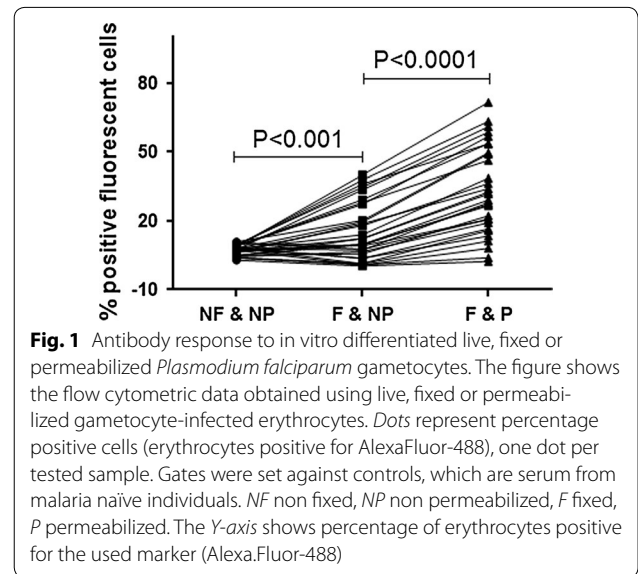 % positive fluorescent cells
80
50
20
-10
P<0.001
P<0.0001
NF & NP
F & NP
F & P
Fig. 1 Antibody response to in vitro differentiated live, fixed or
permeabilized Plasmodium falciparum gametocytes. The figure shows
the flow cytometric data obtained using live, fixed or permeabi-
lized gametocyte-infected erythrocytes. Dots represent percentage
positive cells (erythrocytes positive for AlexaFluor-488), one dot per
tested sample. Gates were set against controls, which are serum from
malaria naïve individuals. NF non fixed, NP non permeabilized, F fixed,
P permeabilized. The Y-axis shows percentage of erythrocytes positive
for the used marker (Alexa.Fluor-488)